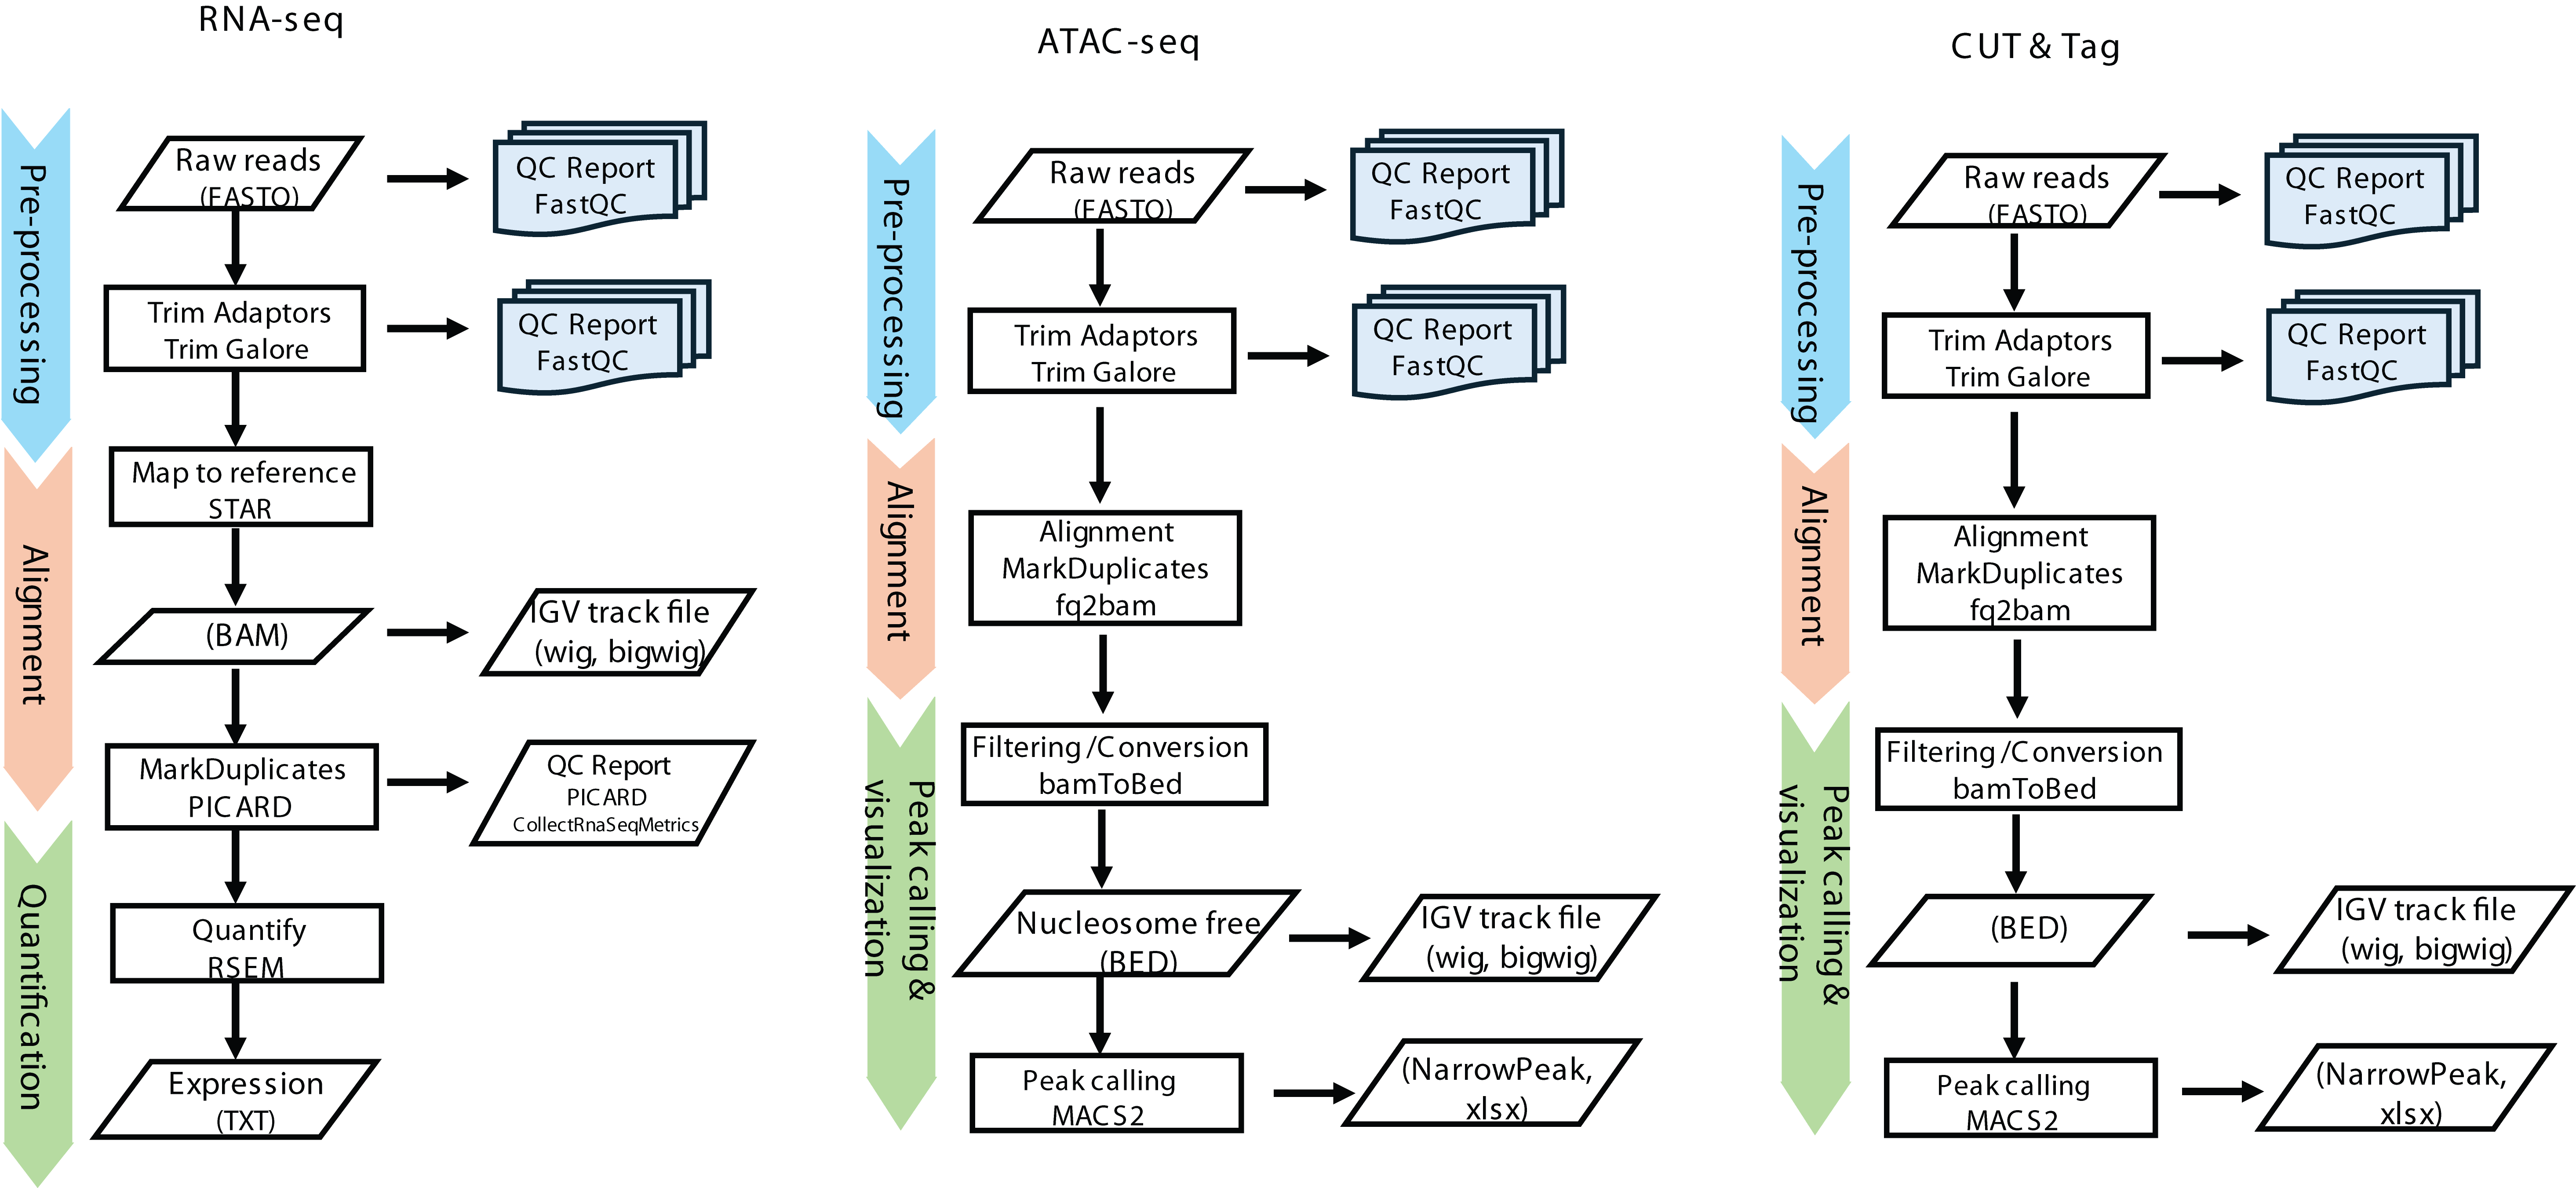 RNA-seq
Pre-processing
Raw reads
(FASTQ)
QC Report
FastQC
Trim Adaptors
Trim Galore
QC Report
FastQC
Alignment
Map to reference
STAR
(BAM)
IGV track file
(wig, bigwig)
MarkDuplicates
PICARD
QC Report
PICARD
CollectRnaSeqMetrics
Quantification
Quantify
RSEM
Expression
(TXT)
ATAC-seq
Pre-processing
Raw reads
(FASTQ)
QC Report
FastQC
Trim Adaptors
Trim Galore
QC Report
FastQC
Alignment
Alignment
MarkDuplicates
fq2bam
Peak calling &
visualization
Filtering/Conversion
bamToBed
Nucleosome free
(BED)
IGV track file
(wig, bigwig)
Peak calling
MACS2
(NarrowPeak,
xlsx)
CUT & Tag
Pre-processing
Raw reads
(FASTQ)
QC Report
FastQC
Trim Adaptors
Trim Galore
QC Report
FastQC
Alignment
Alignment
MarkDuplicates
fq2bam
Peak calling &
visualization
Filtering/Conversion
bamToBed
(BED)
IGV track file
(wig, bigwig)
Peak calling
MACS2
(NarrowPeak,
xlsx)